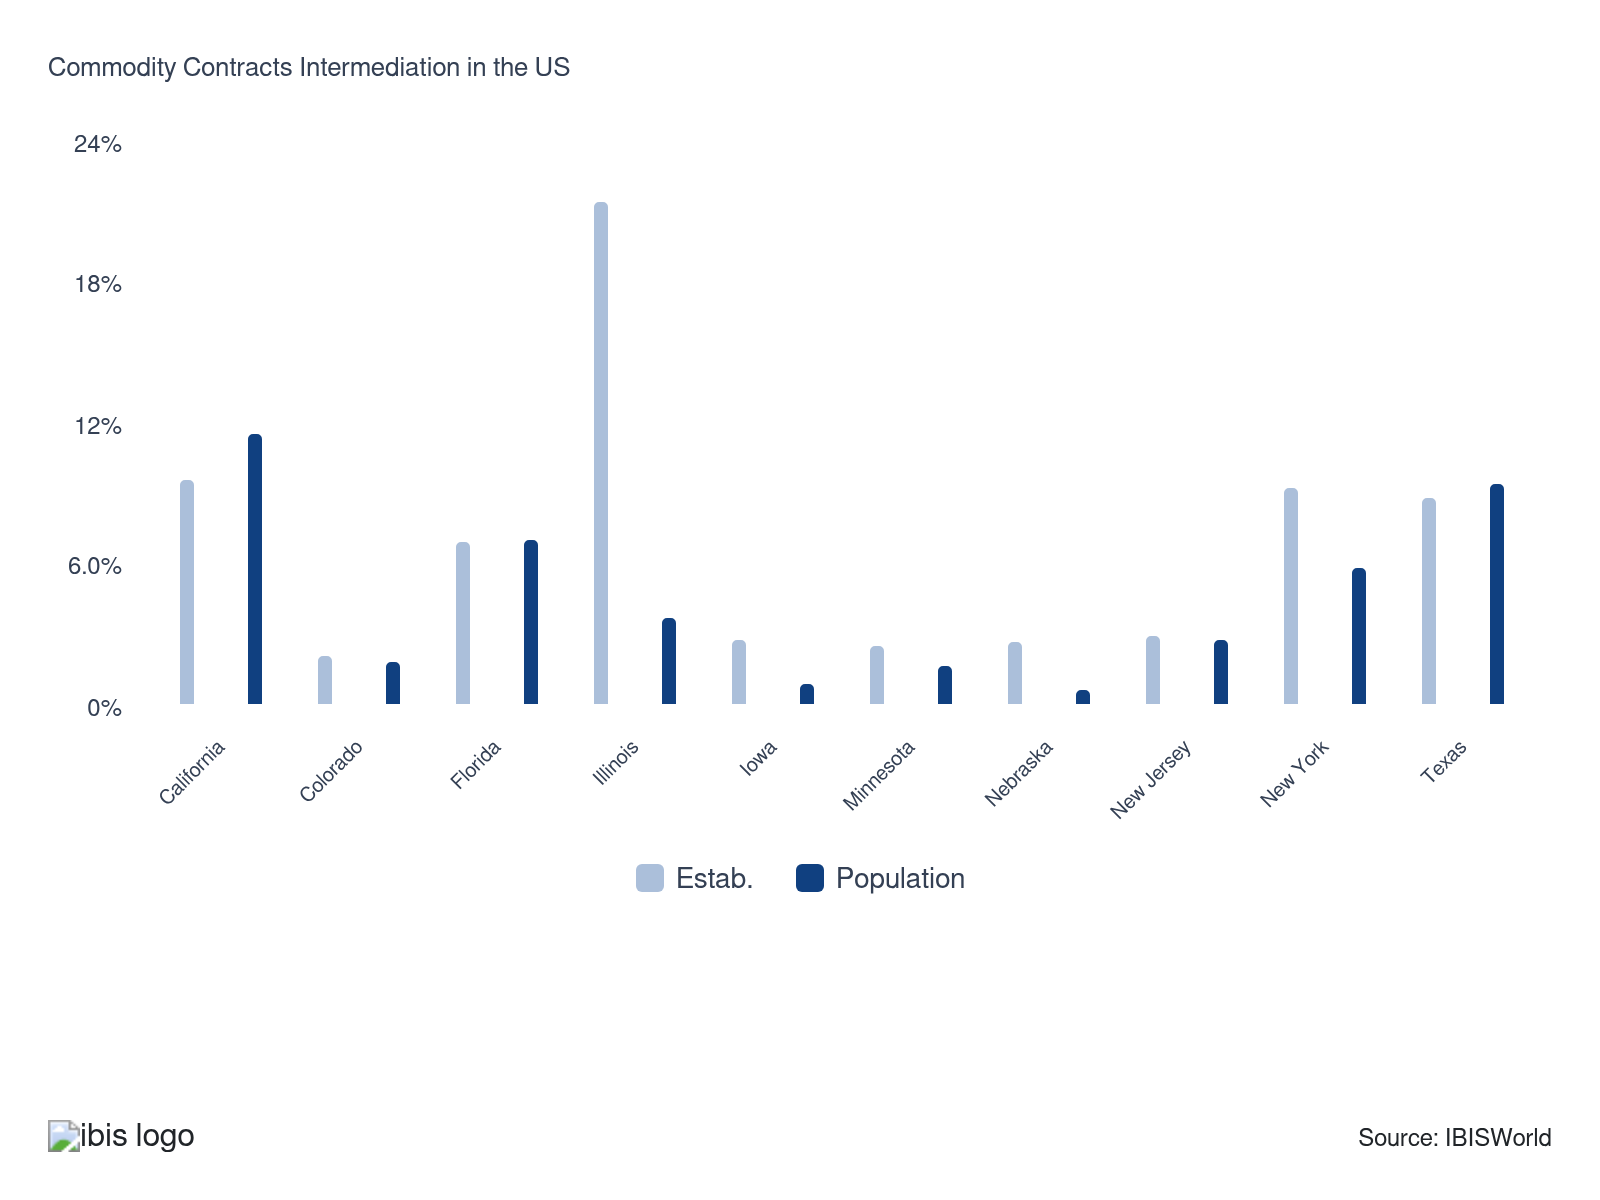 Commodity Contracts Intermediation in the US
24%
18%
12%
6.0%
0%
California
Colorado
Florida
Illinois
Iowa
Minnesota
Nebraska
New Jersey
New York
Texas
Estab.
Population
ibis logo
Source: IBISWorld